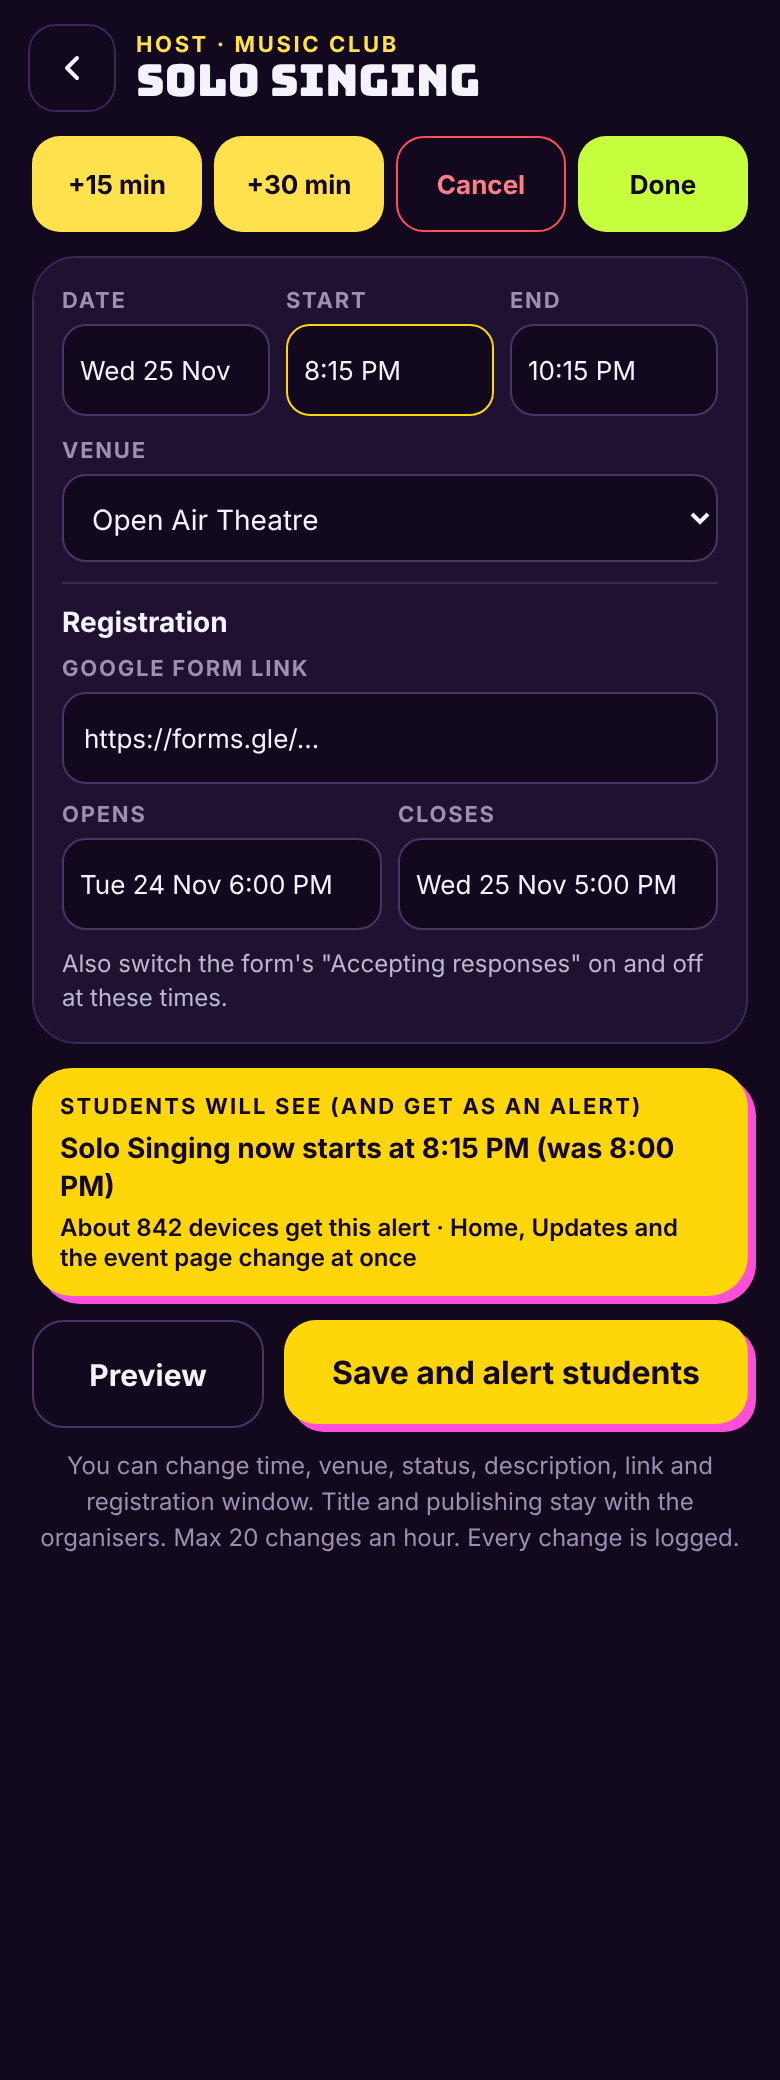 HOST · MUSIC CLUB
SOLO SINGING
+15 min
+30 min
Cancel
Done
DATE
START
END
Wed 25 Nov
8:15 PM
10:15 PM
VENUE
Open Air Theatre
Registration
GOOGLE FORM LINK
https://forms.gle/...
OPENS
CLOSES
Tue 24 Nov 6:00 PM
Wed 25 Nov 5:00 PM
Also switch the form's "Accepting responses" on and off
at these times.
STUDENTS WILL SEE (AND GET AS AN ALERT)
Solo Singing now starts at 8:15 PM (was 8:00
PM)
About 842 devices get this alert · Home, Updates and
the event page change at once
Preview
Save and alert students
You can change time, venue, status, description, link and
registration window. Title and publishing stay with the
organisers. Max 20 changes an hour. Every change is logged.